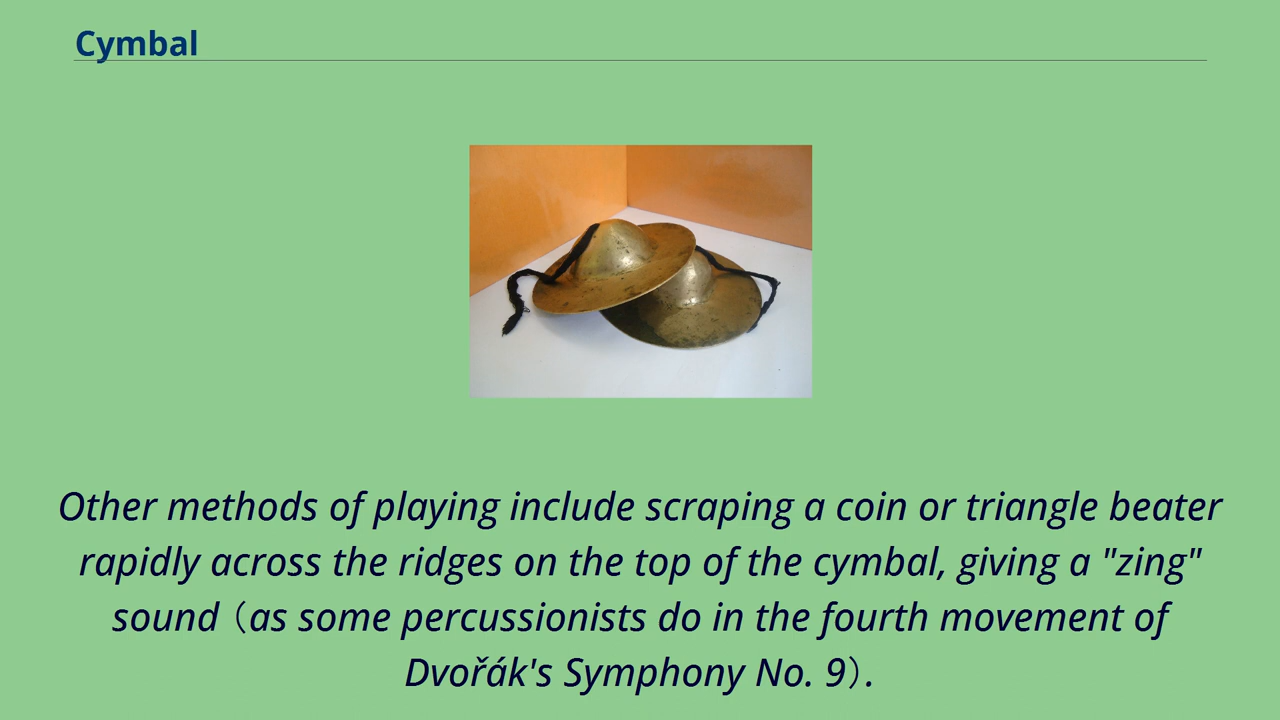 Cymbal
Other methods of playing include scraping a coin or triangle beater
rapidly across the ridges on the top of the cymbal, giving a "zing"
sound (as some percussionists do in the fourth movement of
Dvořák's Symphony No. 9).